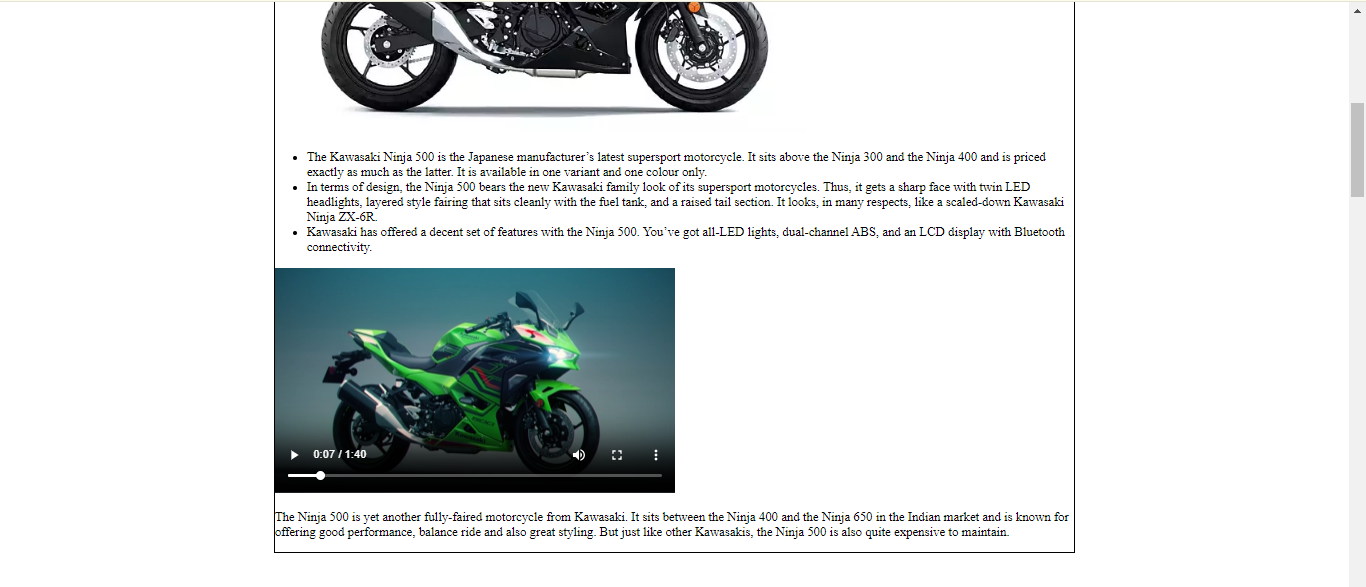 The Kawasaki Ninja 500 is the Japanese manufacturer’s latest supersport motorcycle. It sits above the Ninja 300 and the Ninja 400 and is priced
exactly as much as the latter. It is available in one variant and one colour only.
In terms of design, the Ninja 500 bears the new Kawasaki family look of its supersport motorcycles. Thus, it gets a sharp face with twin LED
headlights, layered style fairing that sits cleanly with the fuel tank, and a raised tail section. It looks, in many respects, like a scaled-down Kawasaki
Ninja ZX-6R.
Kawasaki has offered a decent set of features with the Ninja 500. You’ve got all-LED lights, dual-channel ABS, and an LCD display with Bluetooth
connectivity.
0:07 / 1:40
The Ninja 500 is yet another fully-faired motorcycle from Kawasaki. It sits between the Ninja 400 and the Ninja 650 in the Indian market and is known for
offering good performance, balance ride and also great styling. But just like other Kawasakis, the Ninja 500 is also quite expensive to maintain.